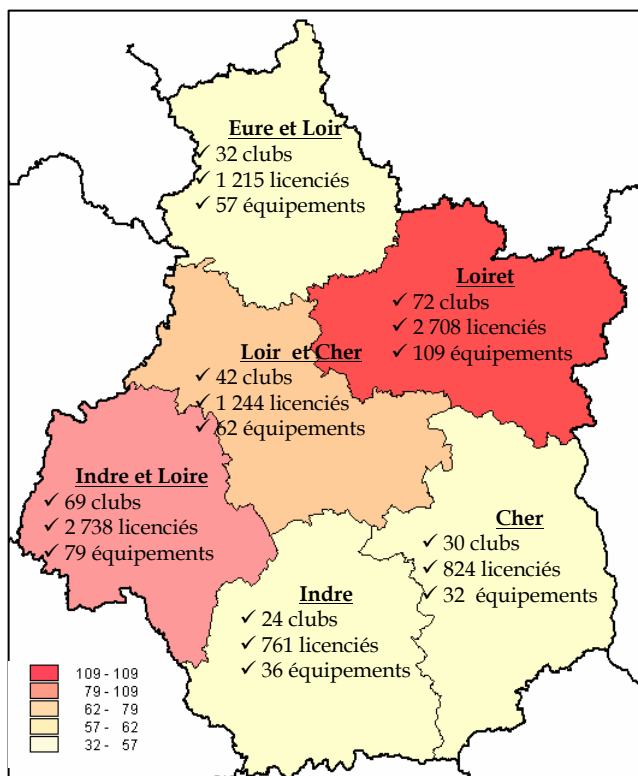 Eure et Loir
✓ 32 clubs
✓ 1 215 licenciés
✓ 57 équipements
Loiret
✓ 72 clubs
✓ 2 708 licenciés
✓ 109 équipements
Loir et Cher
✓ 42 clubs
✓ 1 244 licenciés
✓ 62 équipements
Indre et Loire
✓ 69 clubs
✓ 2 738 licenciés
✓ 79 équipements
Cher
✓ 30 clubs
✓ 824 licenciés
✓ 32 équipements
Indre
✓ 24 clubs
✓ 761 licenciés
✓ 36 équipements
109 - 109
79 - 109
62 - 79
57 - 62
32 - 57